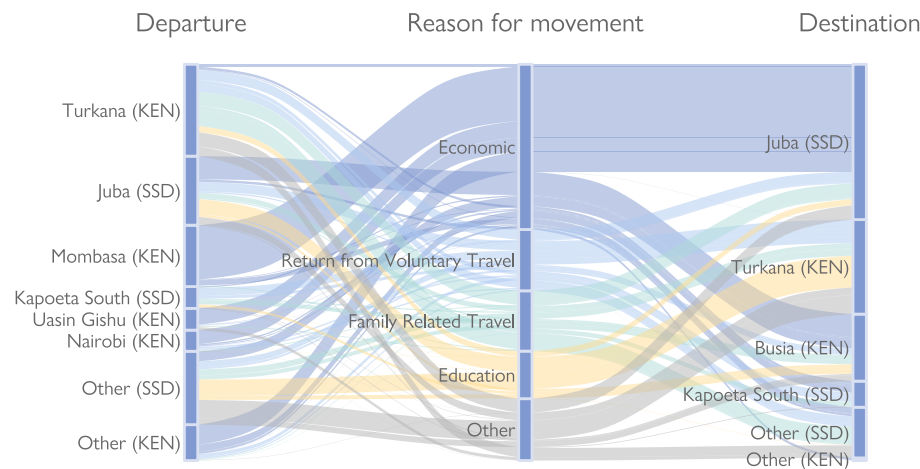 Departure
Reason for movement
Destination
Turkana (KEN)
Juba (SSD)
Mombasa (KEN)
Kapoeta South (SSD)
Uasin Gishu (KEN)
Nairobi (KEN)
Other (SSD)
Other (KEN)
Economic
Return from Voluntary Travel
Family Related Travel
Education
Other
Juba (SSD)
Turkana (KEN)
Busia (KEN)
Kapoeta South (SSD)
Other (SSD)
Other (KEN)